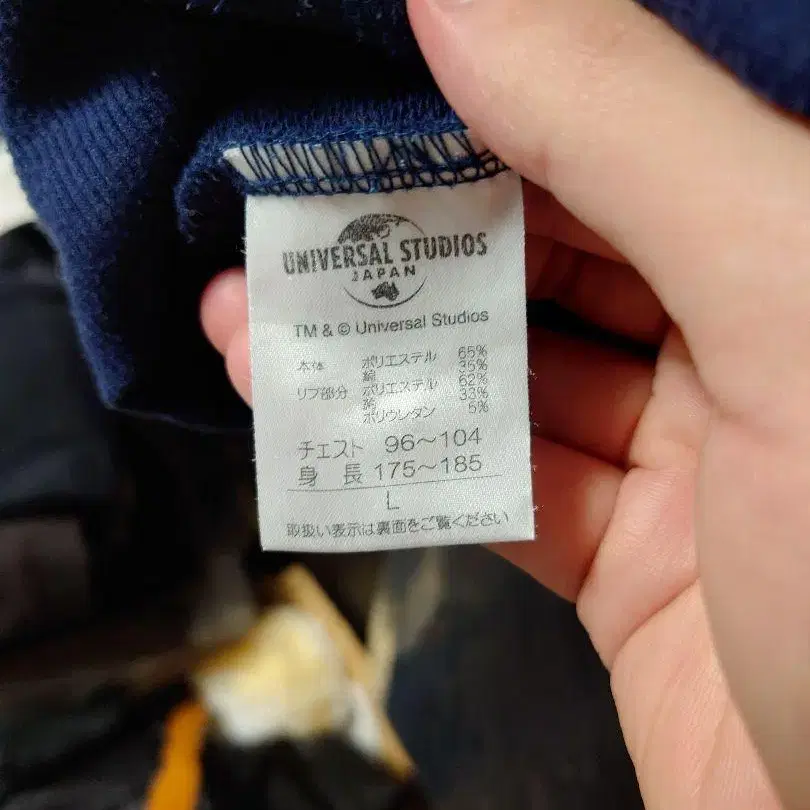 UNIVERSAL STUDIOS
JAPAN
TM & © Universal Studios
本体 ポリエステル 65%
綿 35%
リブ部分 ポリエステル 62%
綿 33%
ポリウレタン 5%
チェスト 96〜104
身長 175〜185
L
取扱い表示は裏面をご覧ください